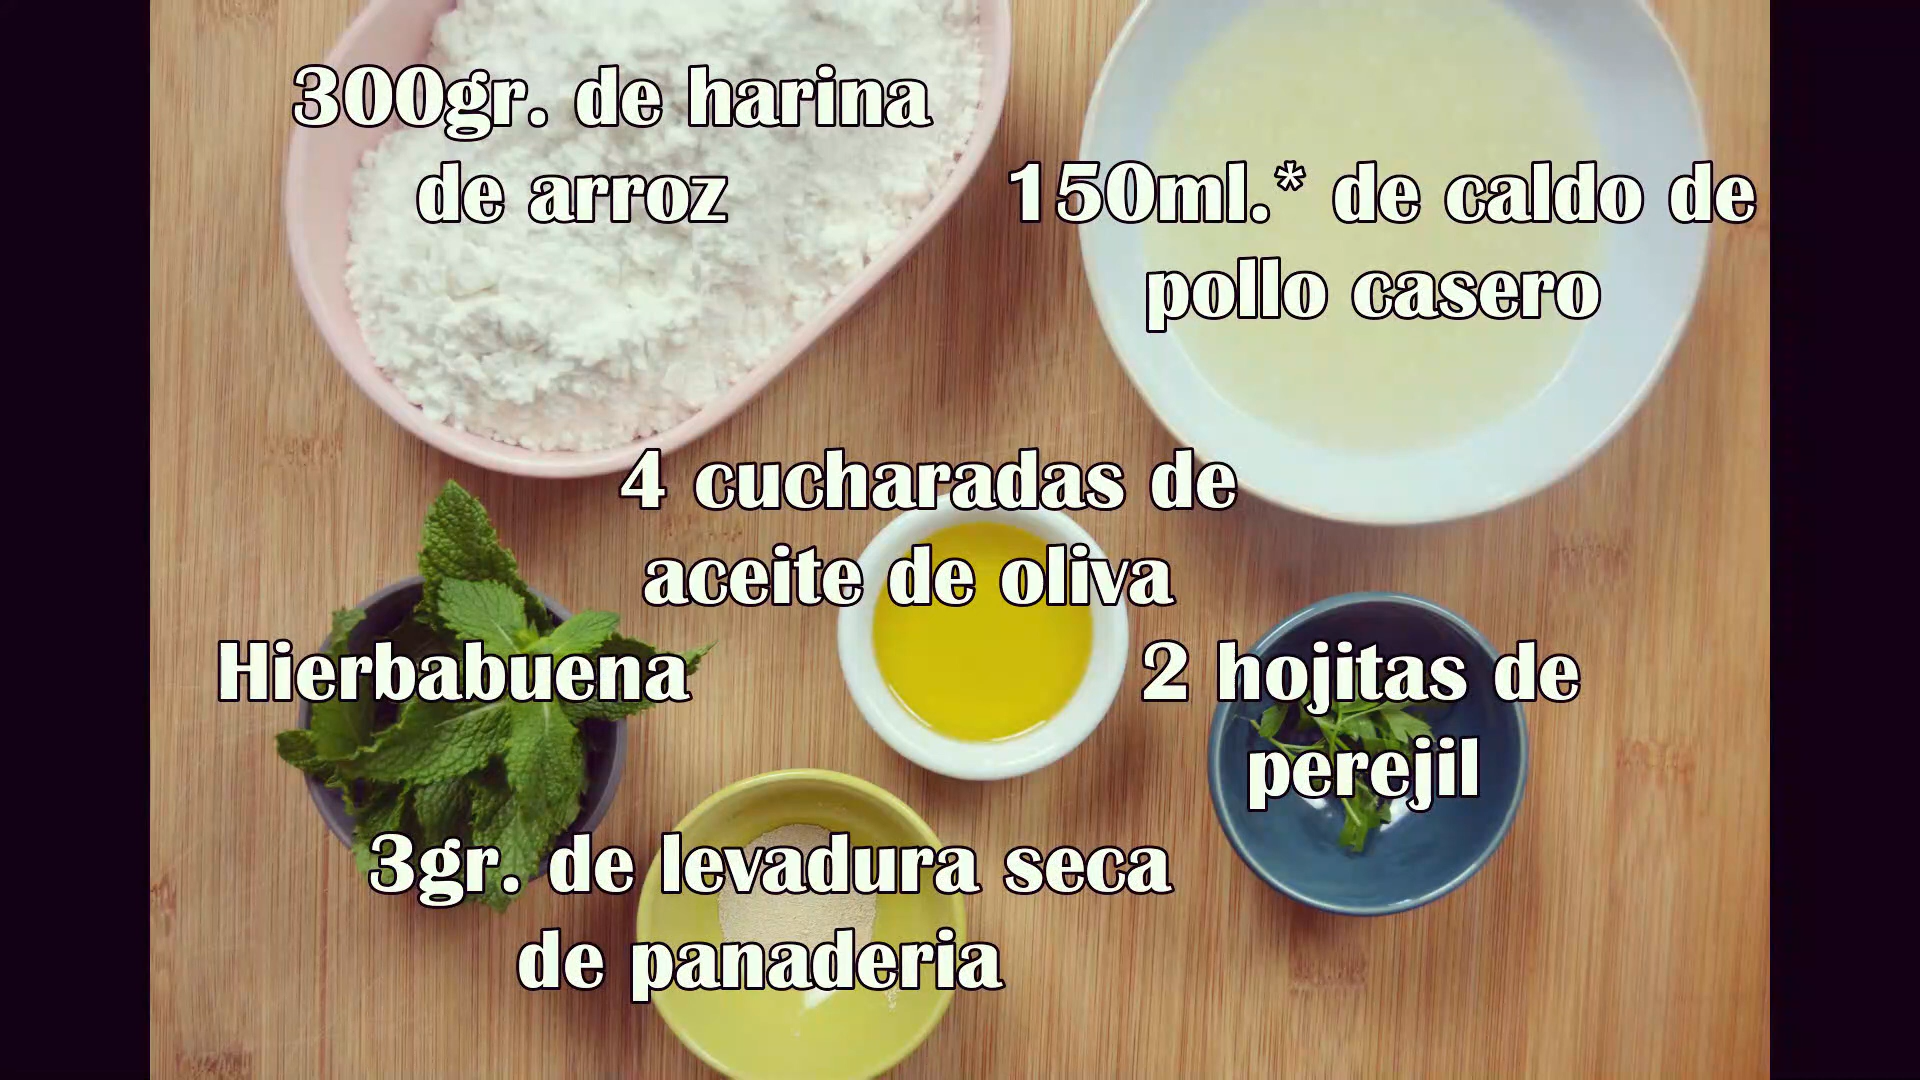 300gr. de harina
de arroz
150ml.* de caldo de
pollo casero
4 cucharadas de
aceite de oliva
Hierbabuena
2 hojitas de
perejil
3gr. de levadura seca
de panaderia